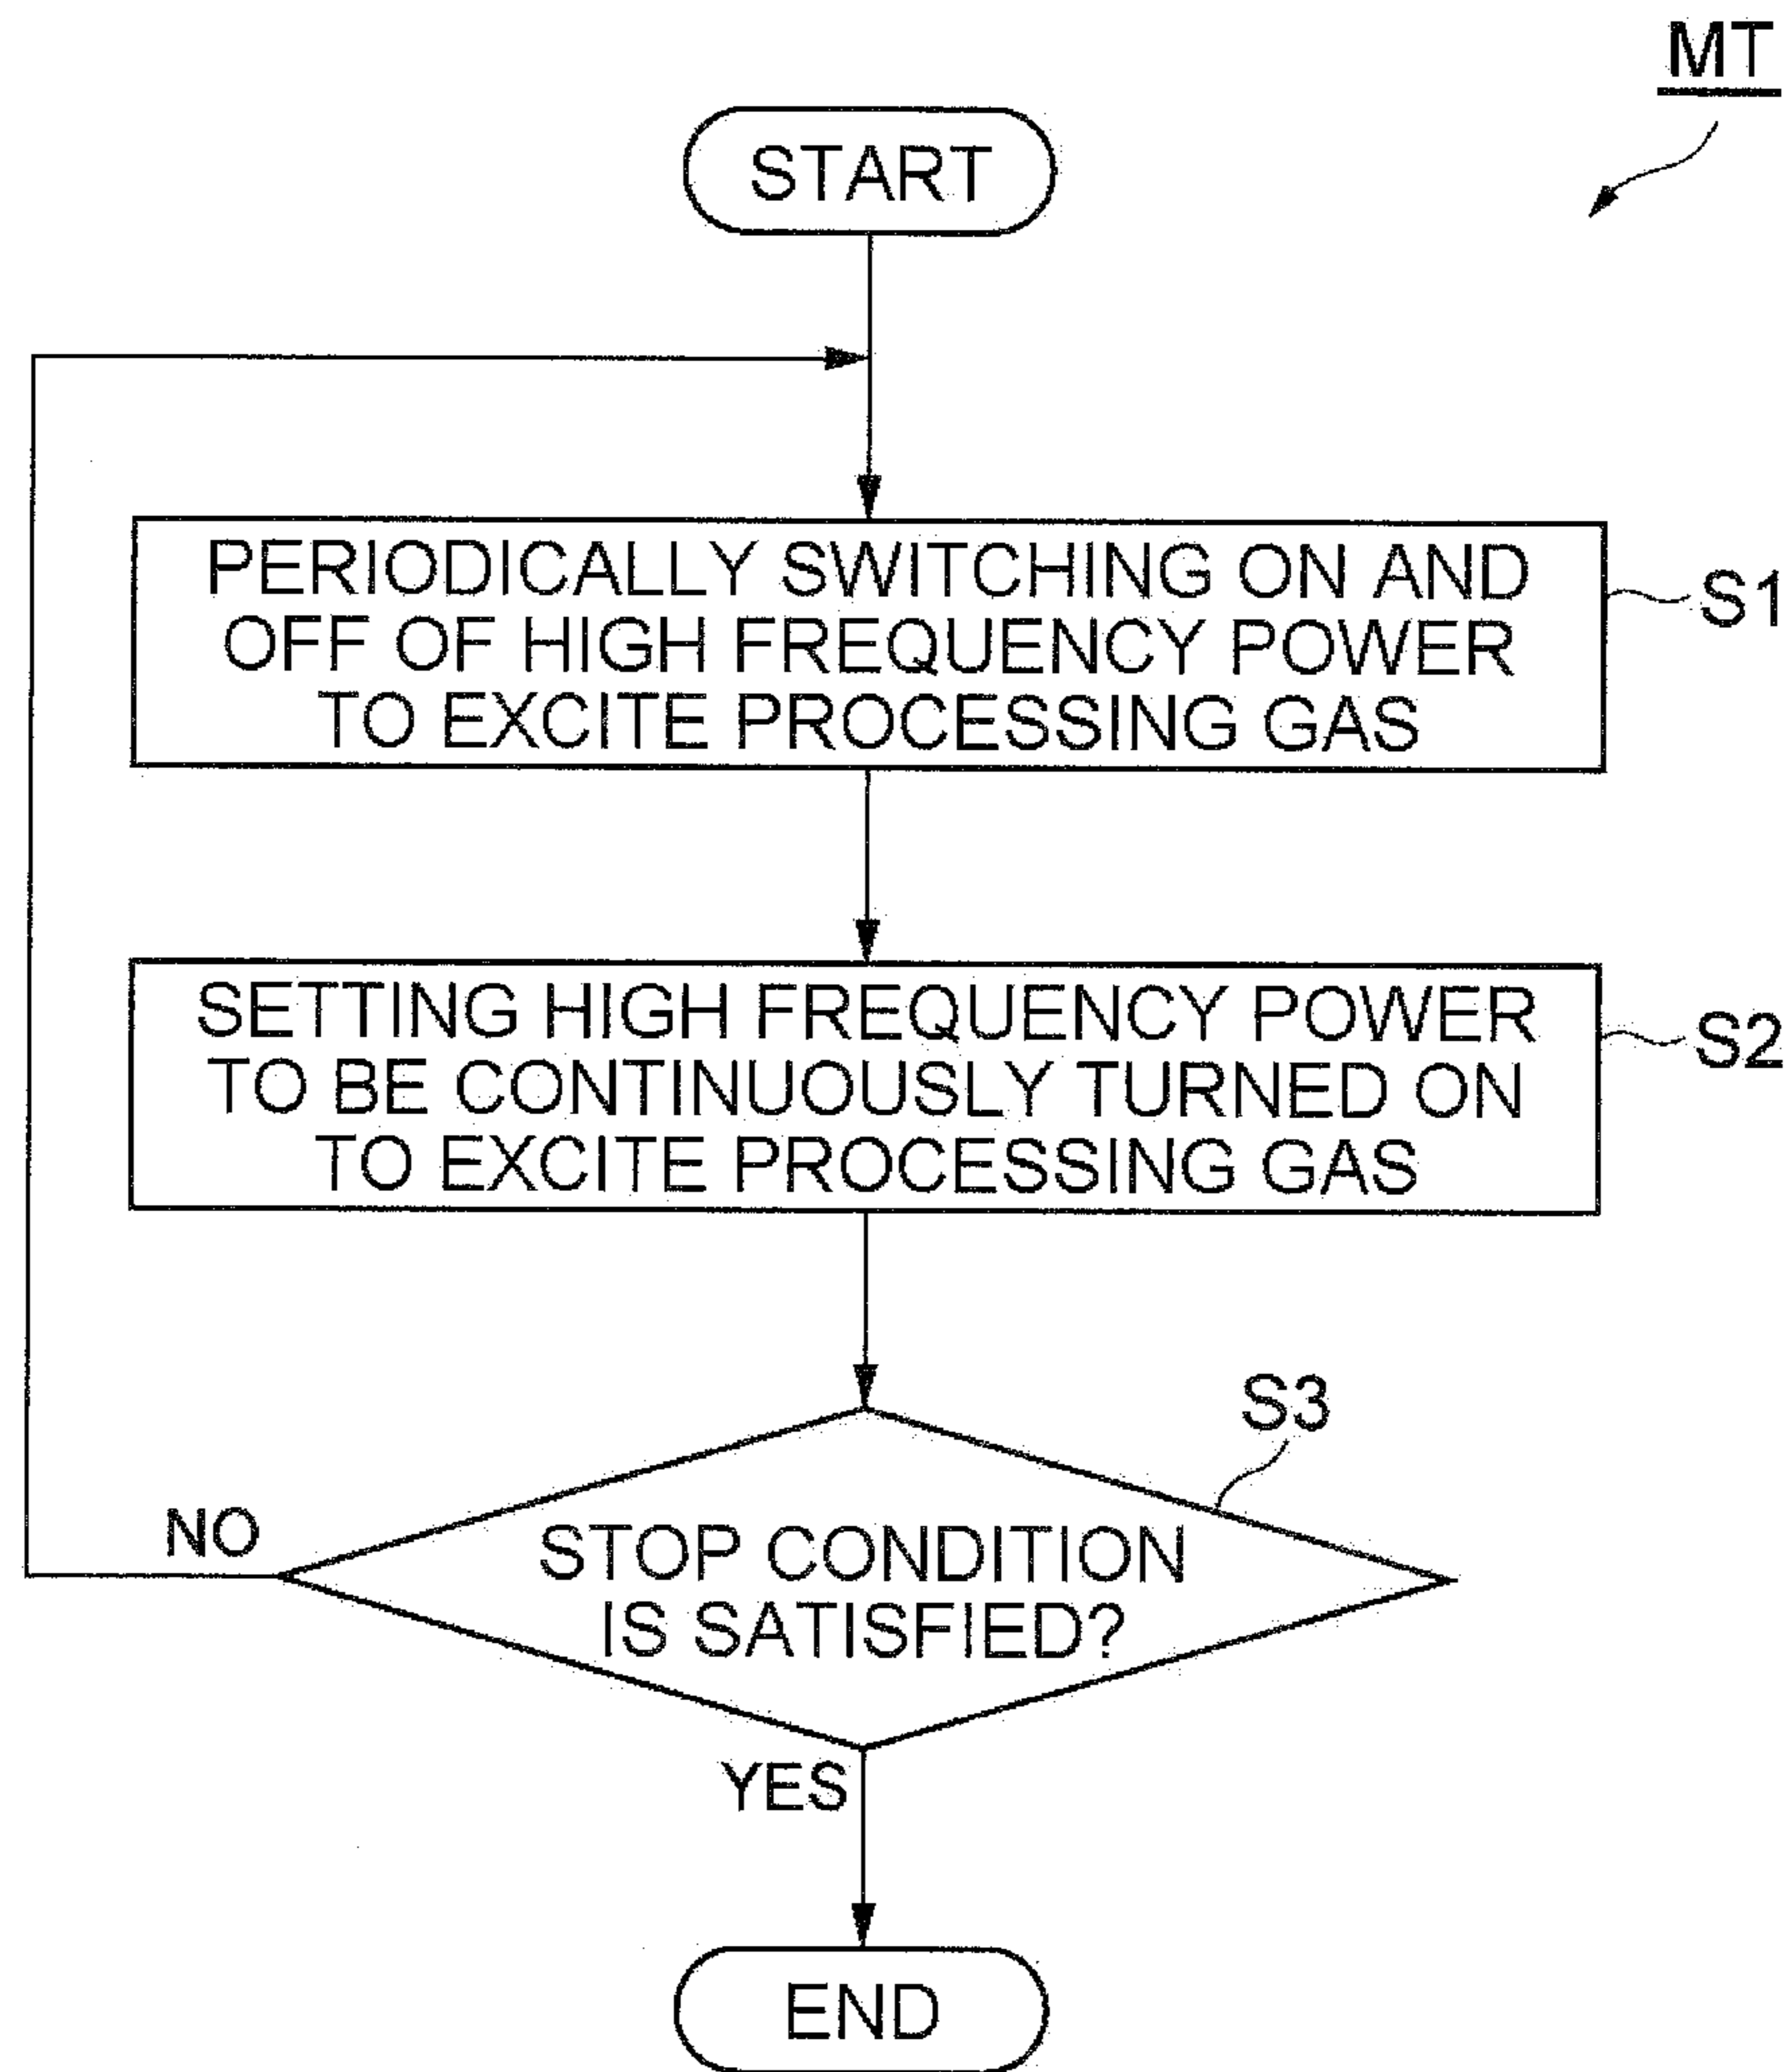 MT
START
PERIODICALLY SWITCHING ON AND
OFF OF HIGH FREQUENCY POWER
TO EXCITE PROCESSING GAS
S1
SETTING HIGH FREQUENCY POWER
TO BE CONTINUOUSLY TURNED ON
TO EXCITE PROCESSING GAS
S2
S3
STOP CONDITION
IS SATISFIED?
NO
YES
END